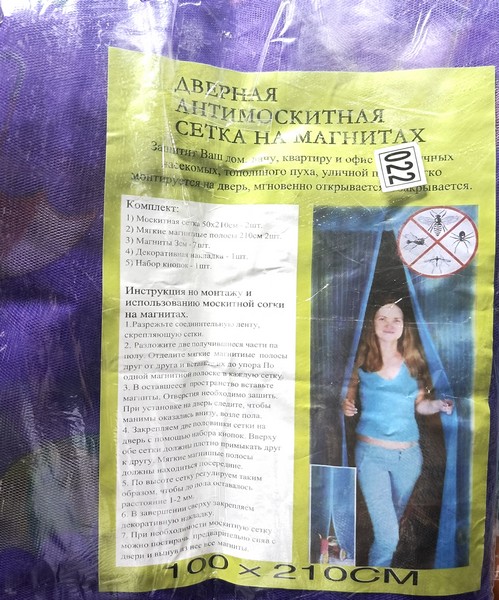 ДВЕРНАЯ
АНТИМОСКИТНАЯ
СЕТКА НА МАГНИТАХ
Ваш дом, квартиру и офис
насекомых, тополиного пуха, уличной
монтируется на дверь, мгновенно открывается закрывается.
022
Комплект:
1) Москитная сетка 50х210см - 2шт.
2) Мягкие магнитные полосы 210см 2шт.
3) Магниты 3см - 7шт.
4) Декоративная накладка - 1шт.
5) Набор кнопок - 1шт.
Инструкция по монтажу и
использованию москитной сетки
на магнитах.
1.Разрежьте соединительную ленту,
скрепляющую сетки.
2. Разложите две получившиеся части на
полу. Отделите мягкие магнитные полосы
друг от друга и вставьте их до упора По
одной магнитной полоске в каждую сетку.
3. В оставшееся пространство вставьте
магниты. Отверстия необходимо зашить.
При установке на дверь следите, чтобы
магниты оказались внизу, возле пола.
4. Закрепляем две половинки сетки на
дверь с помощью набора кнопок. Вверху
обе сетки должны плотно примыкать друг
к другу. Мягкие магнитные полосы
должны находиться посредине.
5. По высоте сетку регулируем таким
образом, чтобы до пола оставалось
расстояние 1-2 мм.
6. В завершении сверху закрепляем
декоративную накладку.
7. При необходимости москитную сетку
можно постирать, предварительно сняв с
двери и вынув из нее все магниты.
100 х 210СМ